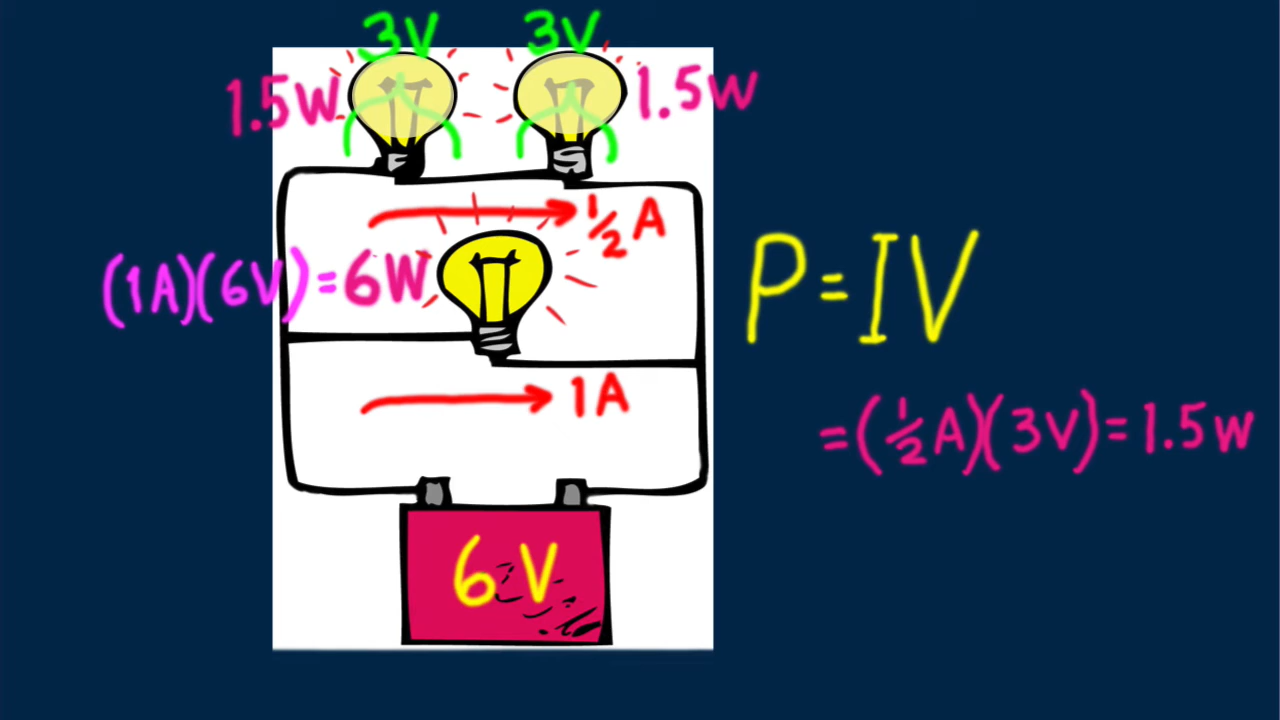 3V 3V
1.5W 1.5W
½A
(1A)(6V)=6W
P=IV
1A
=(½A)(3V)=1.5W
6V